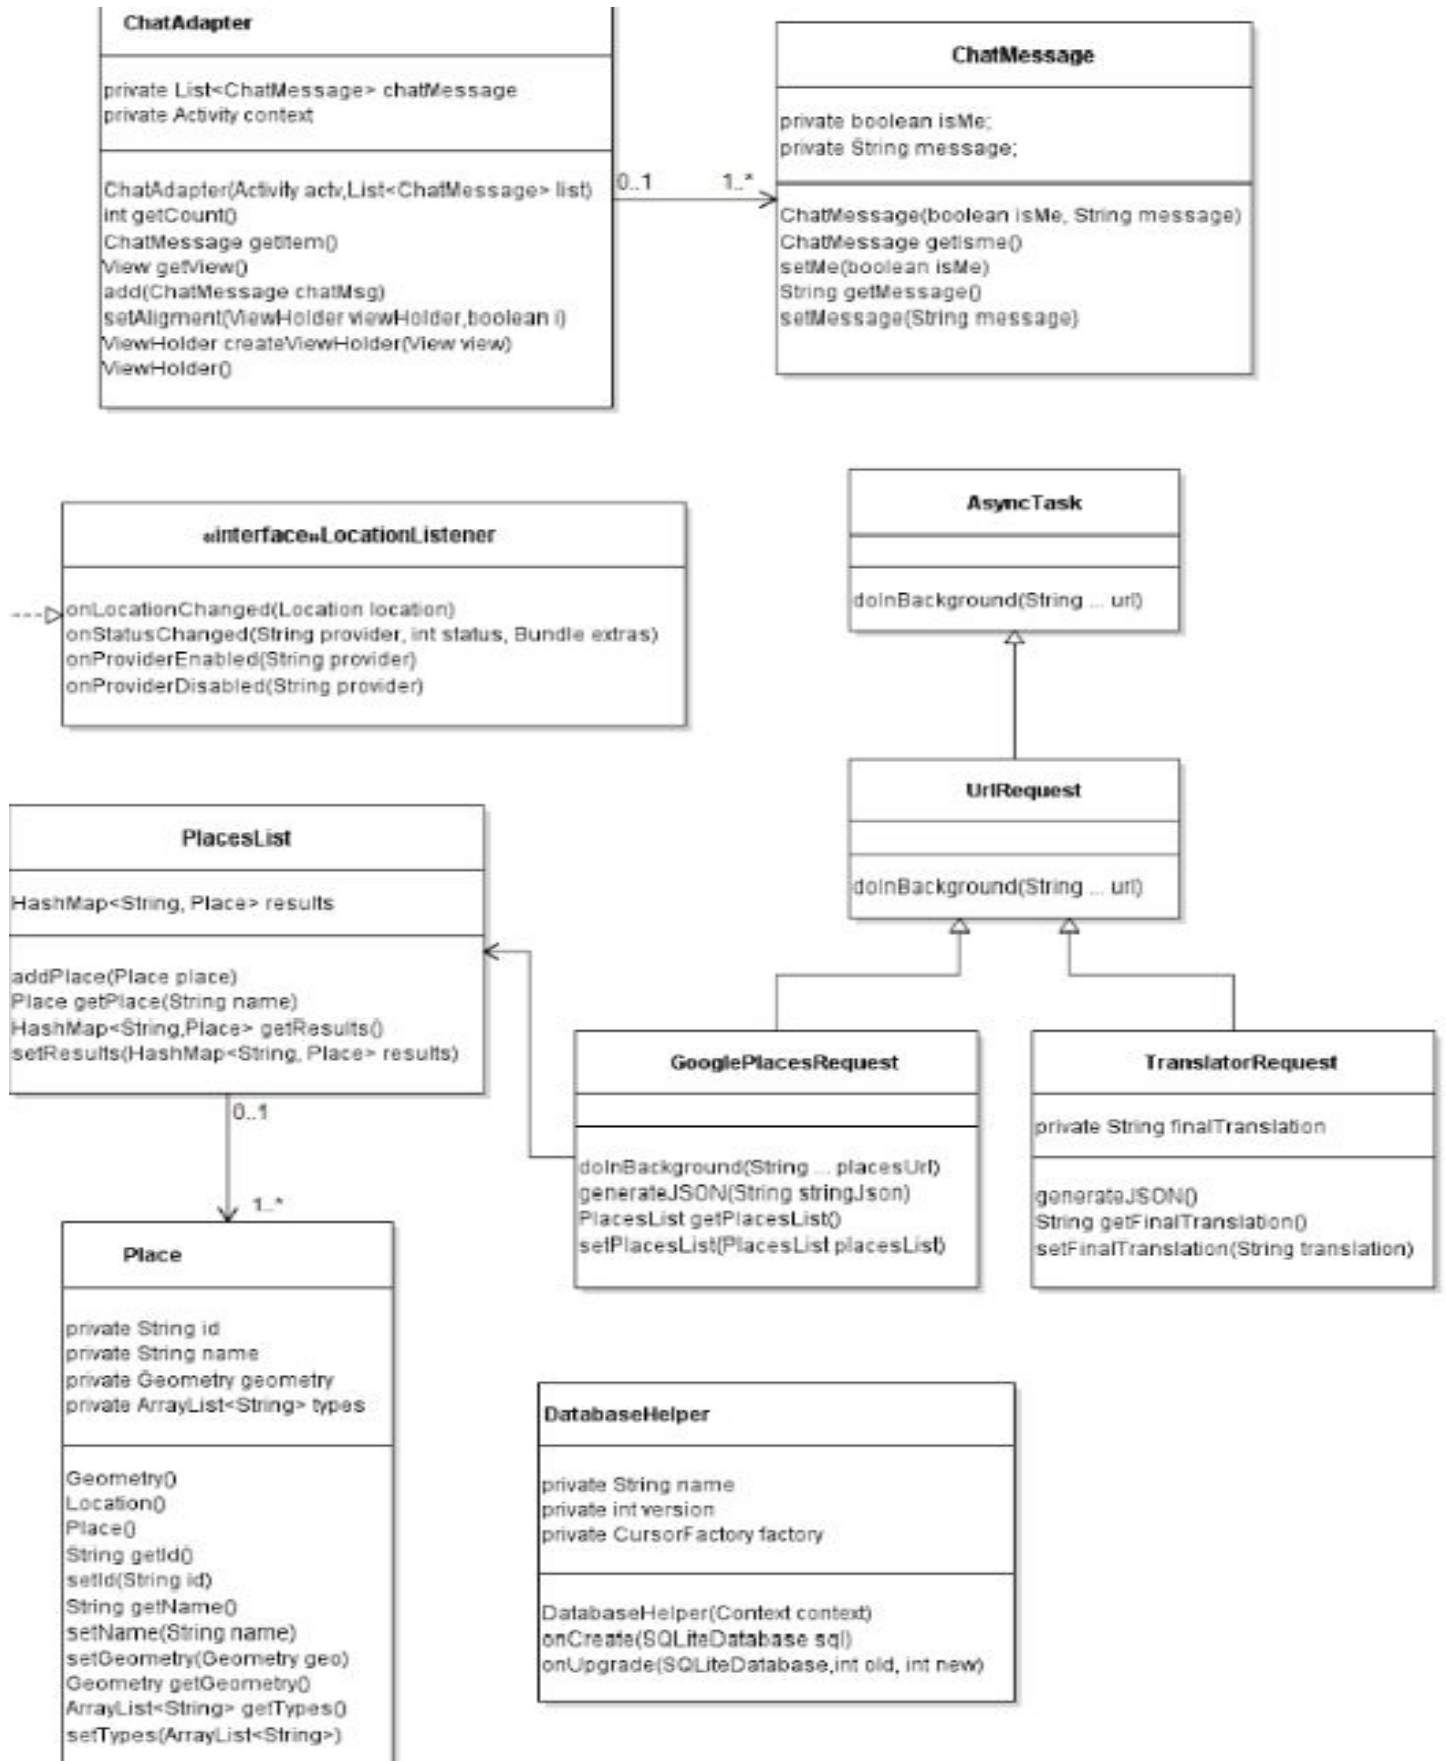 ChatAdapter
private List<ChatMessage> chatMessage
private Activity context
ChatAdapter(Activity actv,List<ChatMessage> list)
int getCount()
ChatMessage getItem()
View getView()
add(ChatMessage chatMsg)
setAligment(ViewHolder viewHolder,boolean i)
ViewHolder createViewHolder(View view)
ViewHolder()
0..1
1..*
ChatMessage
private boolean isMe;
private String message;
ChatMessage(boolean isMe, String message)
ChatMessage getIsme()
setMe(boolean isMe)
String getMessage()
setMessage(String message)
«interface»LocationListener
onLocationChanged(Location location)
onStatusChanged(String provider, int status, Bundle extras)
onProviderEnabled(String provider)
onProviderDisabled(String provider)
AsyncTask
doInBackground(String ... url)
UrlRequest
doInBackground(String ... url)
PlacesList
HashMap<String, Place> results
addPlace(Place place)
Place getPlace(String name)
HashMap<String,Place> getResults()
setResults(HashMap<String, Place> results)
0..1
1..*
GooglePlacesRequest
doInBackground(String ... placesUrl)
generateJSON(String stringJson)
PlacesList getPlacesList()
setPlacesList(PlacesList placesList)
TranslatorRequest
private String finalTranslation
generateJSON()
String getFinalTranslation()
setFinalTranslation(String translation)
Place
private String id
private String name
private Geometry geometry
private ArrayList<String> types
Geometry()
Location()
Place()
String getId()
setId(String id)
String getName()
setName(String name)
setGeometry(Geometry geo)
Geometry getGeometry()
ArrayList<String> getTypes()
setTypes(ArrayList<String>)
DatabaseHelper
private String name
private int version
private CursorFactory factory
DatabaseHelper(Context context)
onCreate(SQLiteDatabase sql)
onUpgrade(SQLiteDatabase,int old, int new)